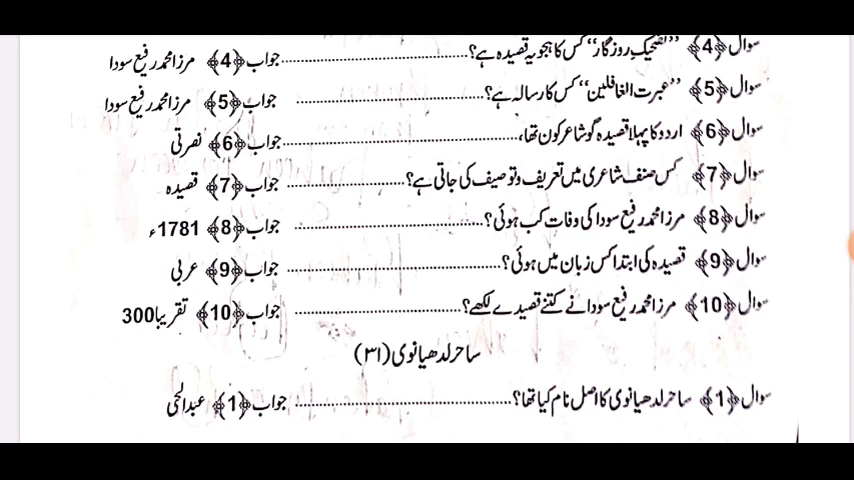 سوال ﴿4﴾ ''تضحیک روزگار'' کس کا ہجویہ قصیدہ ہے؟ جواب ﴿4﴾ مرزا محمد رفیع سودا
سوال ﴿5﴾ ''عبرت الغافلین'' کس کا رسالہ ہے؟ جواب ﴿5﴾ مرزا محمد رفیع سودا
سوال ﴿6﴾ اردو کا پہلا قصیدہ گو شاعر کون تھا، جواب ﴿6﴾ نصرتی
سوال ﴿7﴾ کس صنف شاعری میں تعریف و توصیف کی جاتی ہے؟ جواب ﴿7﴾ قصیدہ
سوال ﴿8﴾ مرزا محمد رفیع سودا کی وفات کب ہوئی؟ جواب ﴿8﴾ 1781ء
سوال ﴿9﴾ قصیدہ کی ابتدا کس زبان میں ہوئی؟ جواب ﴿9﴾ عربی
سوال ﴿10﴾ مرزا محمد رفیع سودا نے کتنے قصیدے لکھے؟ جواب ﴿10﴾ تقریبا 300
ساحر لدھیانوی (۳۱)
سوال ﴿1﴾ ساحر لدھیانوی کا اصل نام کیا تھا؟ جواب ﴿1﴾ عبدالحی